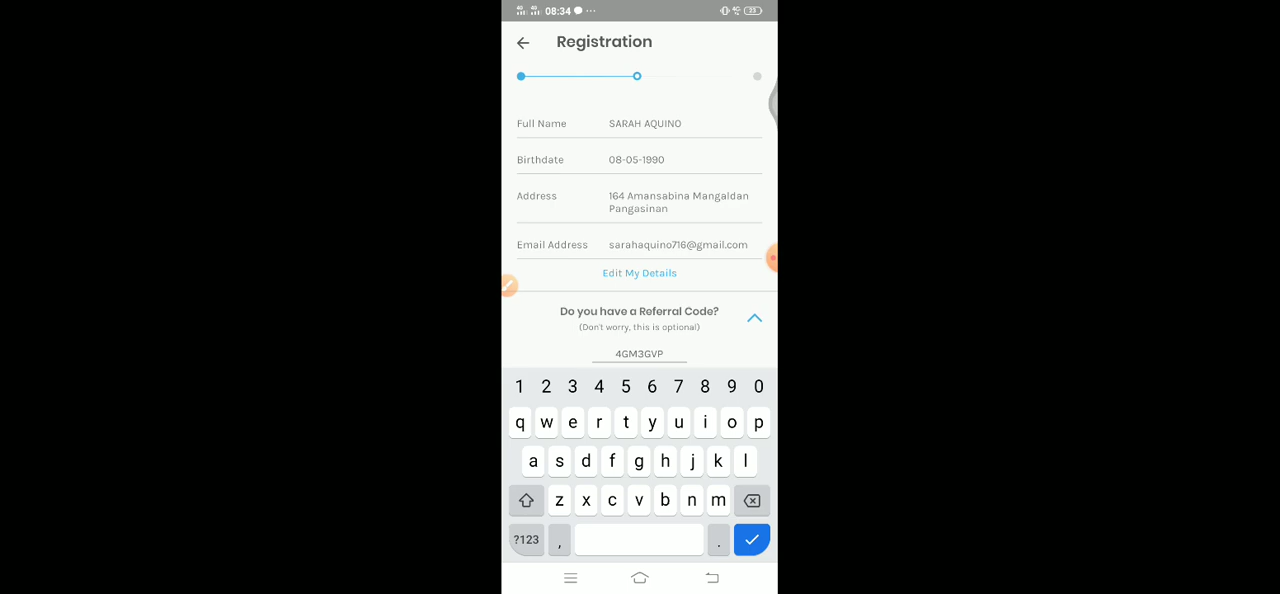 08:34 23
Registration
Full Name SARAH AQUINO
Birthdate 08-05-1990
Address 164 Amansabina Mangaldan
Pangasinan
Email Address sarahaquino716@gmail.com
Edit My Details
Do you have a Referral Code?
(Don't worry, this is optional)
4GM3GVP
1 2 3 4 5 6 7 8 9 0
q w e r t y u i o p
a s d f g h j k l
z x c v b n m
?123 , .